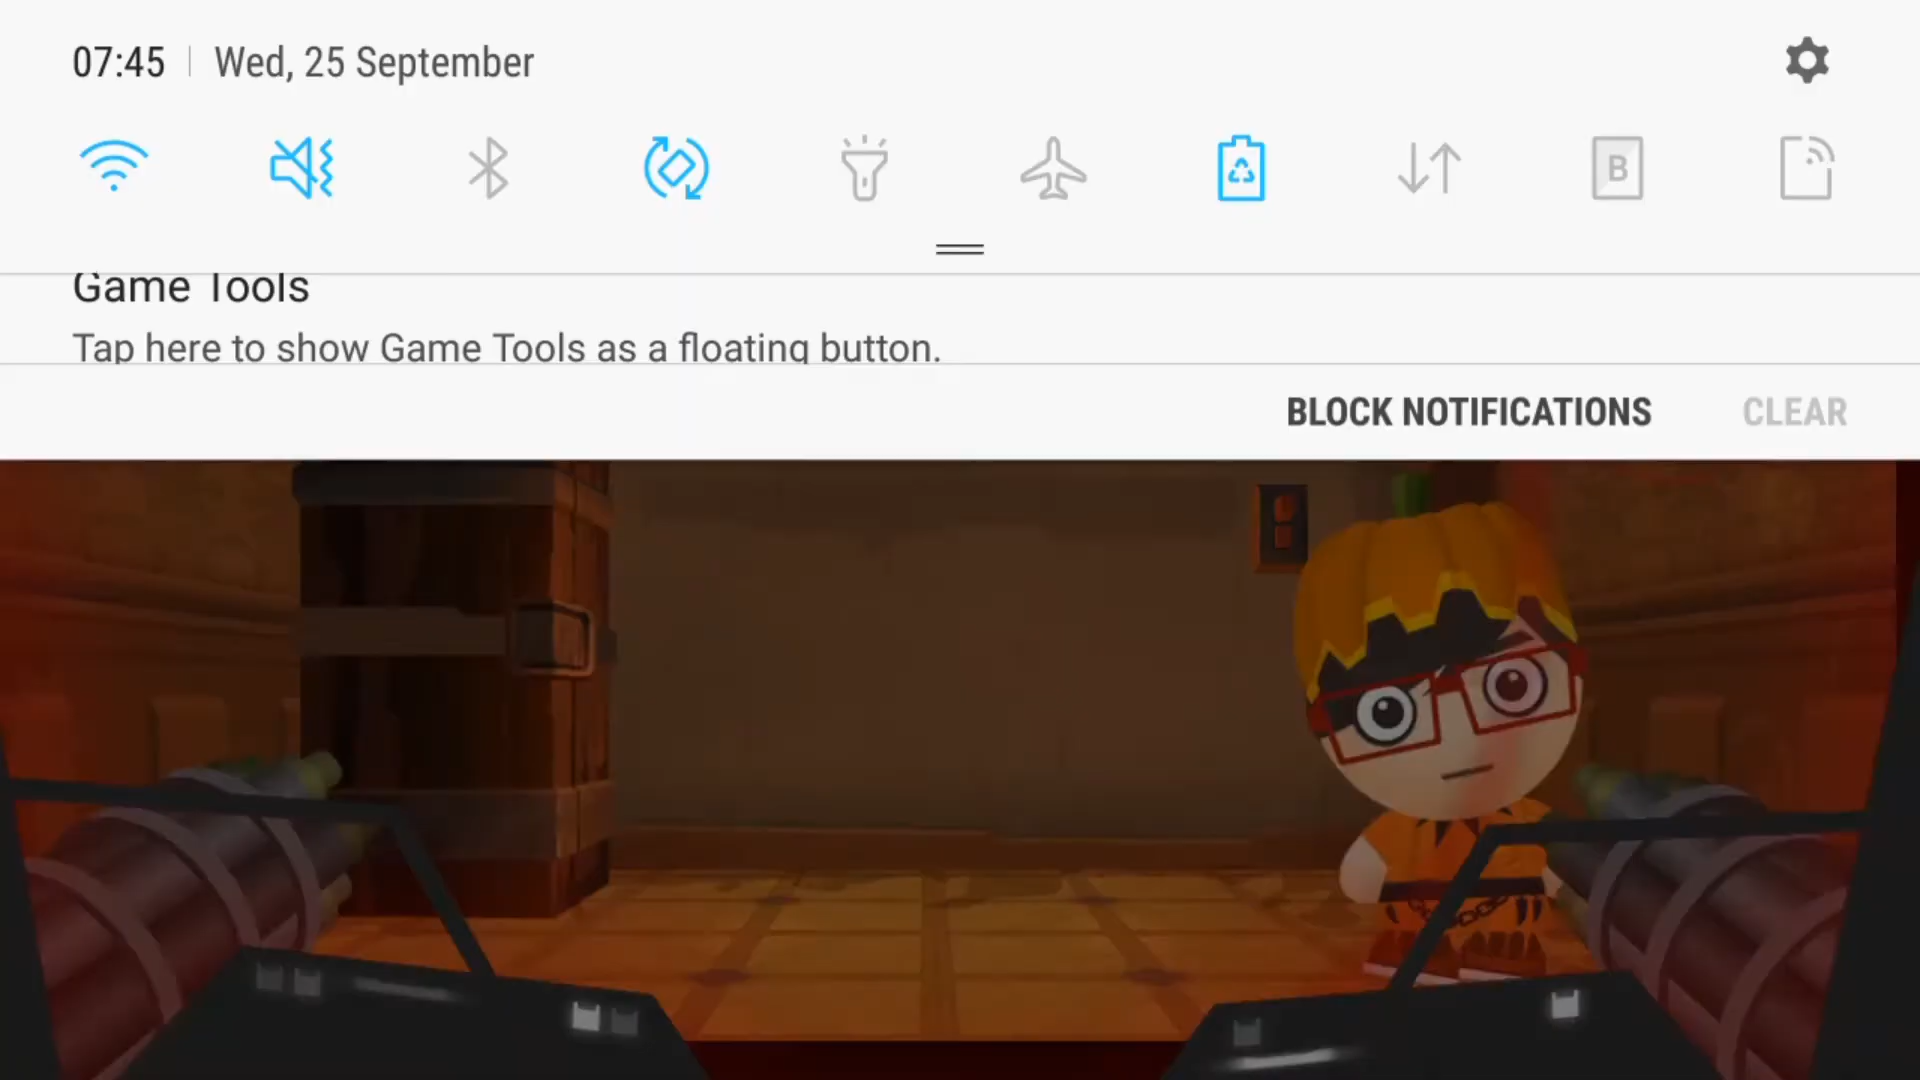 07:45 | Wed, 25 September
B
Game Tools
Tap here to show Game Tools as a floating button.
BLOCK NOTIFICATIONS CLEAR